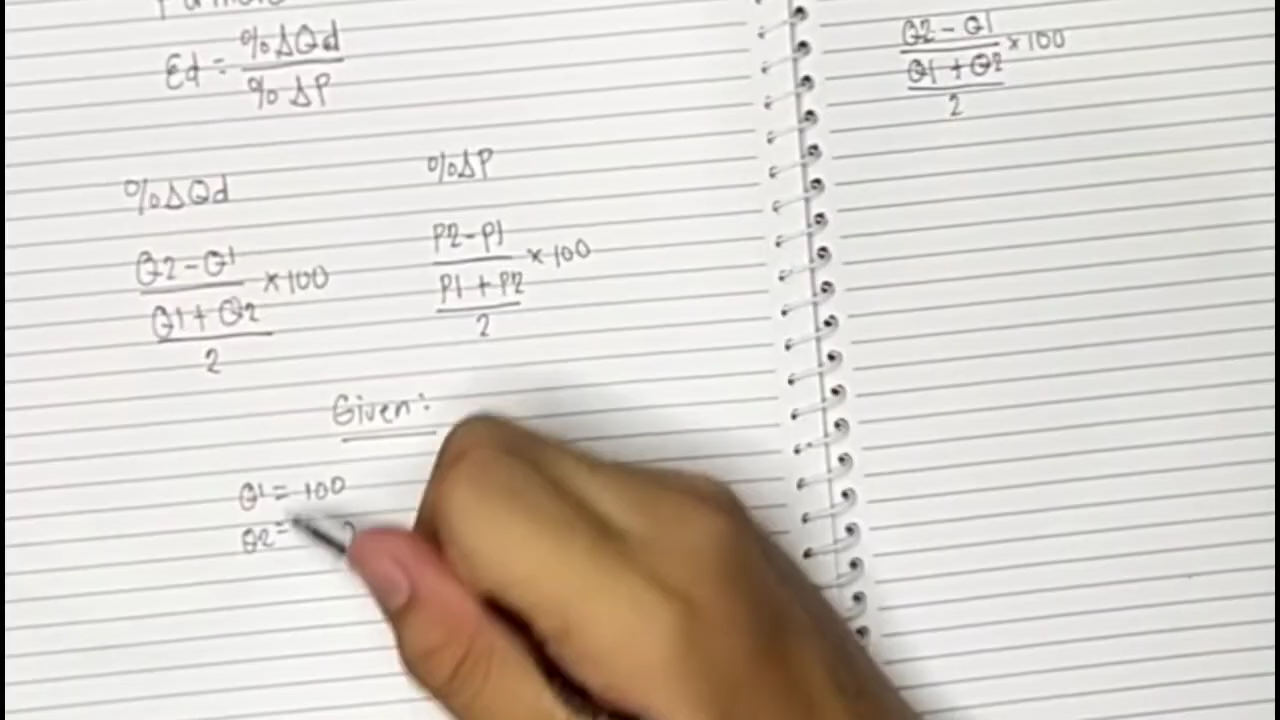 Ed = %ΔQd
%ΔP
%ΔQd
Q2-Q1 ×100
Q1+Q2
2
%ΔP
P2-P1 ×100
P1+P2
2
Given:
Q1= 100
Q2=
Q2-Q1 ×100
Q1+Q2
2